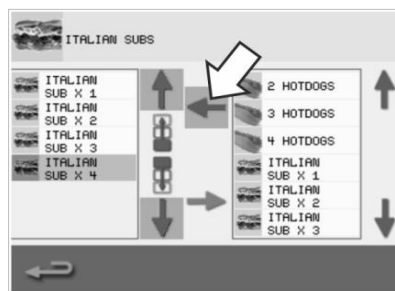 ITALIAN SUBS
ITALIAN
SUB X 1
ITALIAN
SUB X 2
ITALIAN
SUB X 3
ITALIAN
SUB X 4
2 HOTDOGS
3 HOTDOGS
4 HOTDOGS
ITALIAN
SUB X 1
ITALIAN
SUB X 2
ITALIAN
SUB X 3